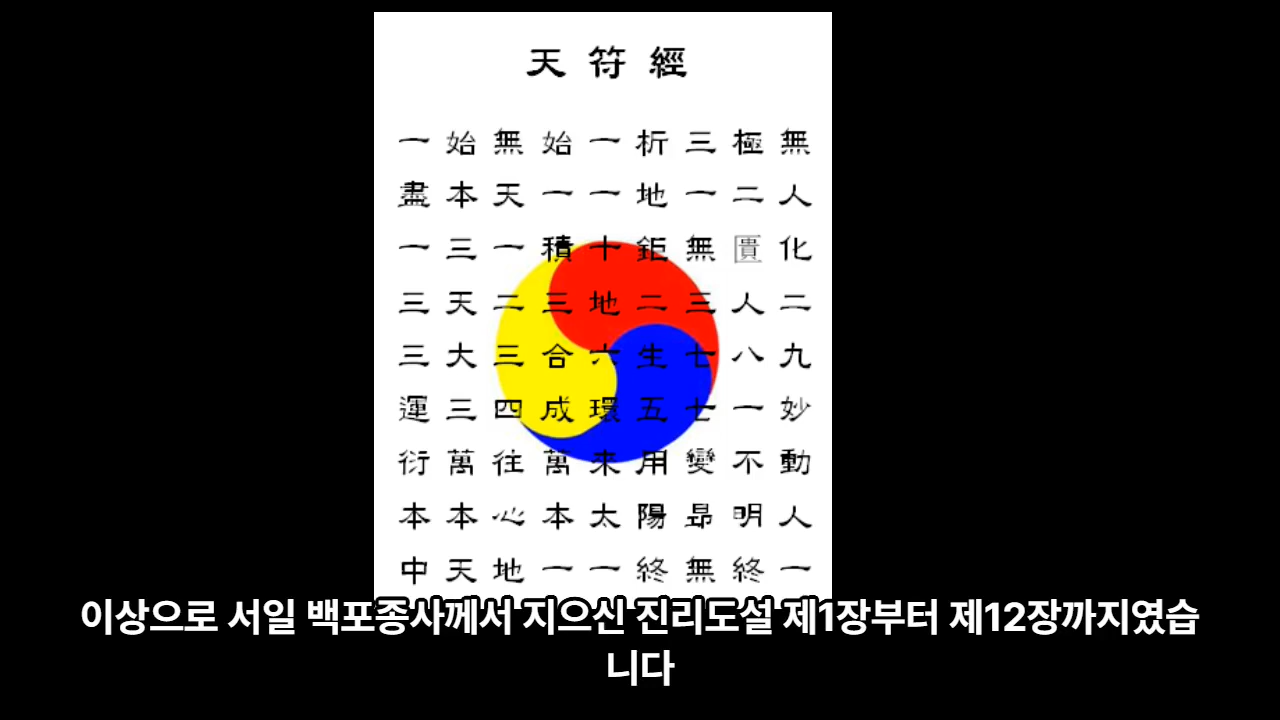 天符經
一始無始一析三極無
盡本天一一地一二人
一三一積十鉅無匱化
三天二三地二三人二
三大三合六生七八九
運三四成環五七一妙
衍萬往萬來用變不動
本本心本太陽昻明人
中天地一一終無終一
이상으로 서일 백포종사께서 지으신 진리도설 제1장부터 제12장까지였습
니다